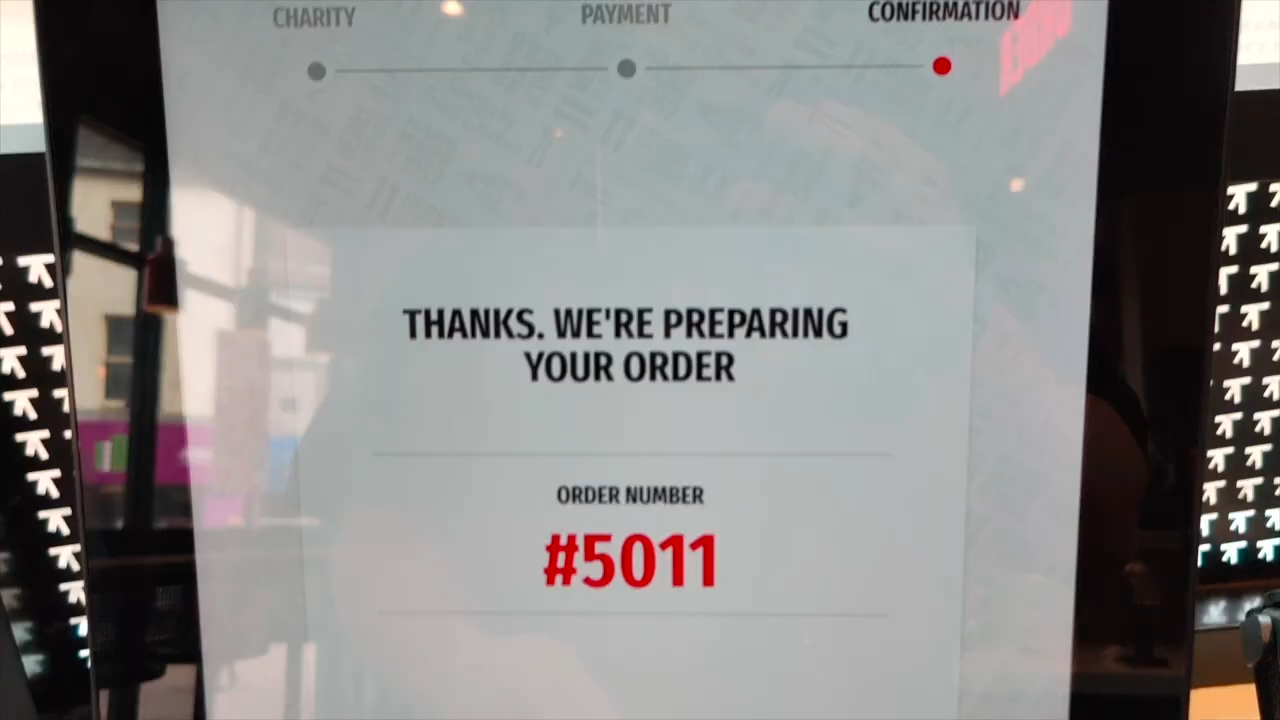 CHARITY PAYMENT CONFIRMATION
THANKS. WE'RE PREPARING
YOUR ORDER
ORDER NUMBER
#5011